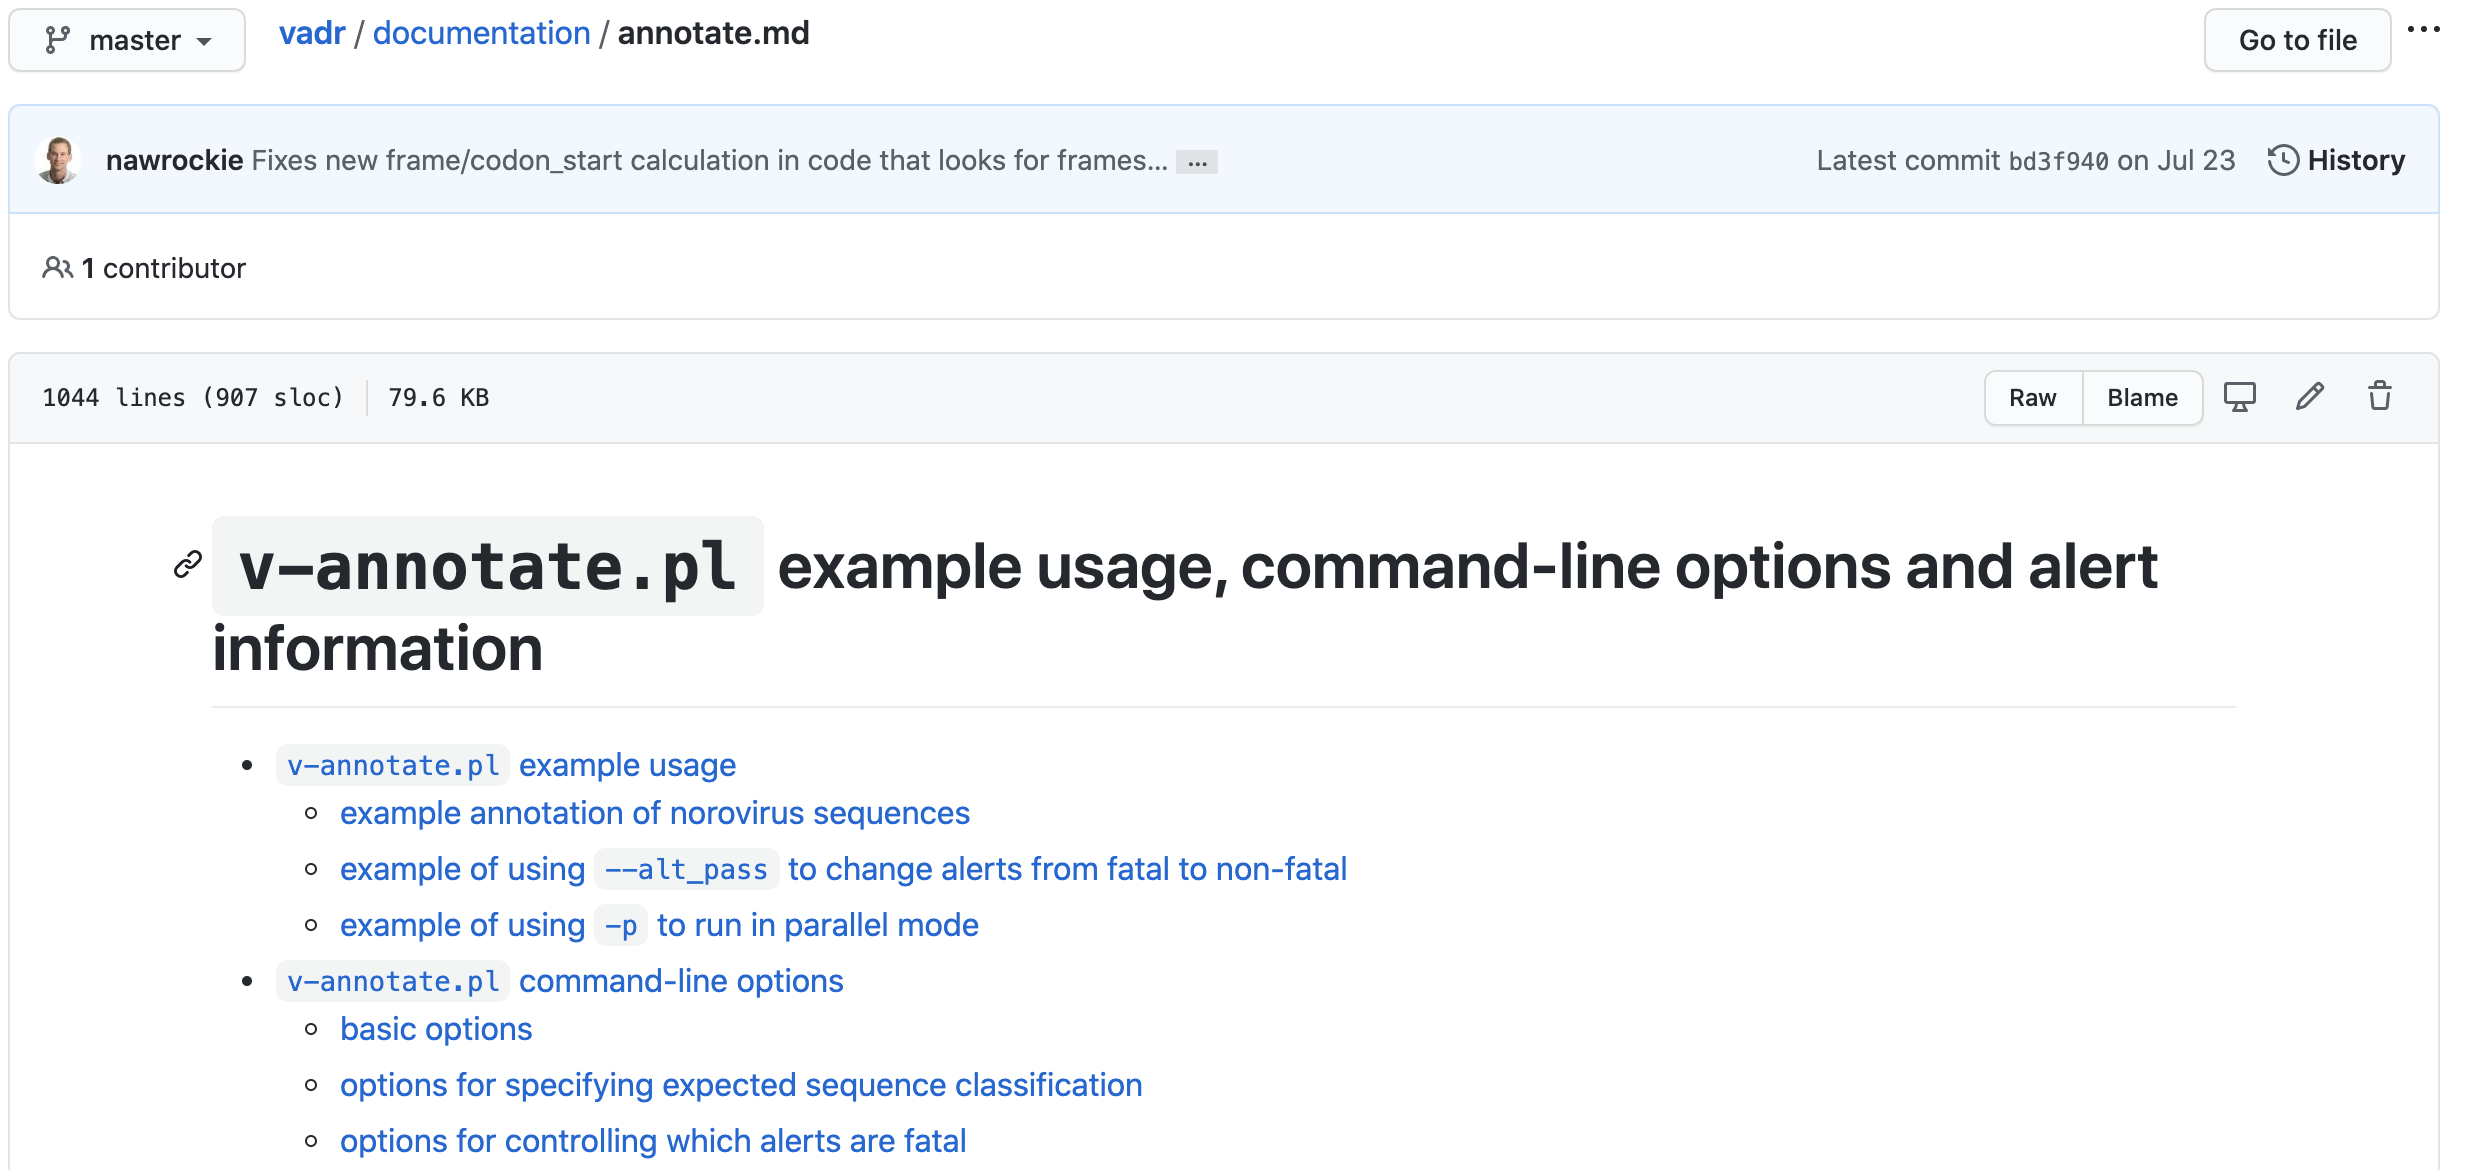 master vadr / documentation / annotate.md Go to file ...
nawrockie Fixes new frame/codon_start calculation in code that looks for frames... ... Latest commit bd3f940 on Jul 23 History
1 contributor
1044 lines (907 sloc) 79.6 KB Raw Blame
v-annotate.pl example usage, command-line options and alert
information
v-annotate.pl example usage
example annotation of norovirus sequences
example of using --alt_pass to change alerts from fatal to non-fatal
example of using -p to run in parallel mode
v-annotate.pl command-line options
basic options
options for specifying expected sequence classification
options for controlling which alerts are fatal